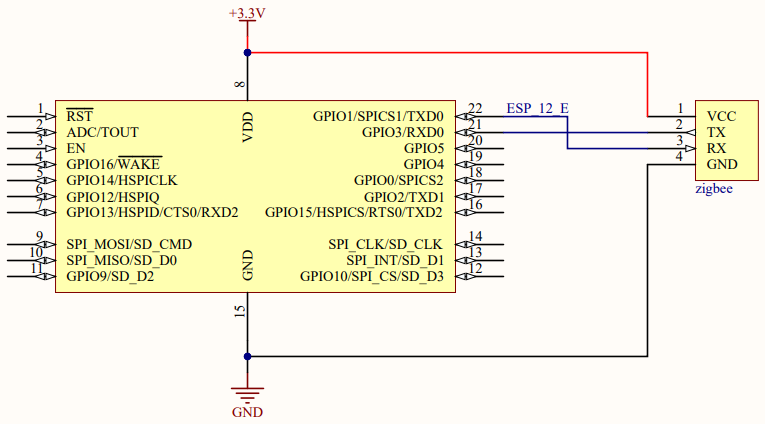 +3.3V
8
VDD
1 RST
2 ADC/TOUT
3 EN
4 GPIO16/WAKE
5 GPIO14/HSPICLK
6 GPIO12/HSPIQ
7 GPIO13/HSPID/CTS0/RXD2
9 SPI_MOSI/SD_CMD
10 SPI_MISO/SD_D0
11 GPIO9/SD_D2
GPIO1/SPICS1/TXD0 22
GPIO3/RXD0 21
GPIO5 20
GPIO4 19
GPIO0/SPICS2 18
GPIO2/TXD1 17
GPIO15/HSPICS/RTS0/TXD2 16
SPI_CLK/SD_CLK 14
SPI_INT/SD_D1 13
GPIO10/SPI_CS/SD_D3 12
ESP_12_E
1 VCC
2 TX
3 RX
4 GND
zigbee
GND
15
GND